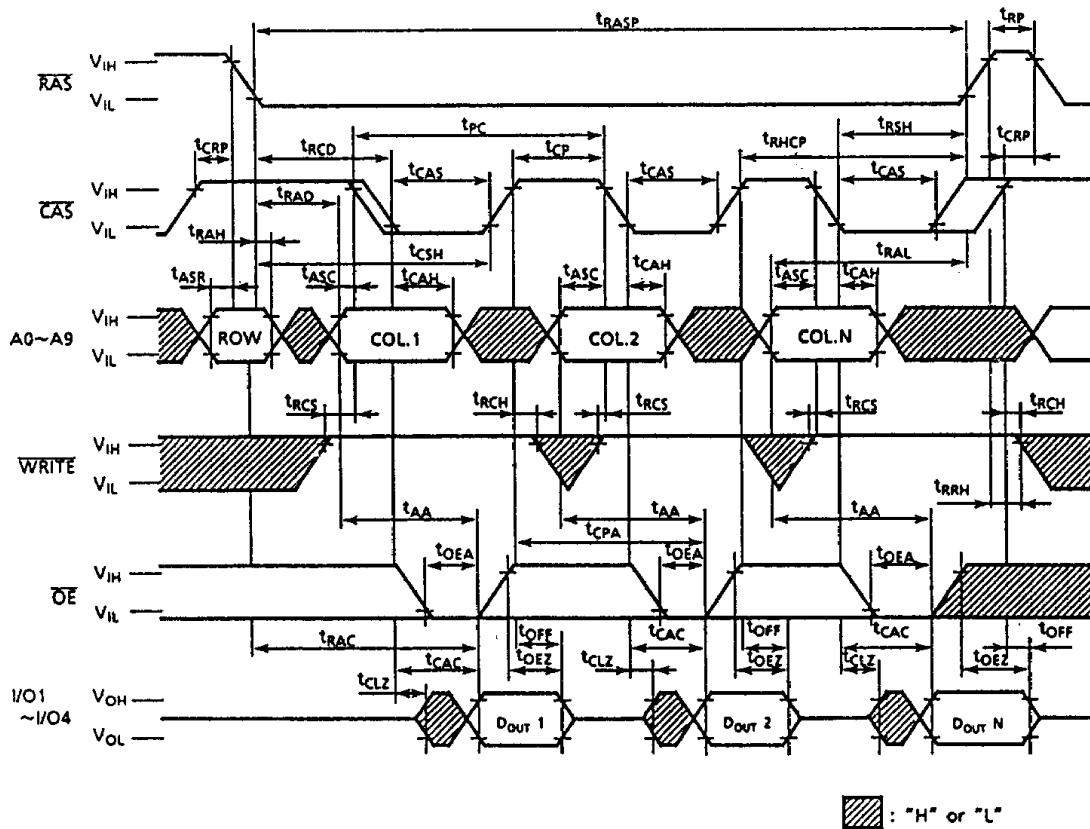 tRASP
tRP
VIH
RAS
VIL
tPC
tRSH
tCRP
tRCD
tCP
tRHCP
tCRP
tCAS
tCAS
tCAS
VIH
tRAD
CAS
VIL
tRAH
tCSH
tRAL
tASR
tASC
tCAH
tASC
tCAH
tASC
tCAH
VIH
A0~A9
ROW
COL.1
COL.2
COL.N
VIL
tRCS
tRCH
tRCS
tRCS
tRCH
VIH
WRITE
VIL
tRRH
tAA
tAA
tAA
tCPA
tOEA
tOEA
tOEA
VIH
OE
VIL
tRAC
tOFF
tCAC
tOFF
tCAC
tOFF
tCAC
tOEZ
tCLZ
tOEZ
tCLZ
tOEZ
tCLZ
I/O1
~I/O4
VOH
DOUT 1
DOUT 2
DOUT N
VOL
: "H" or "L"